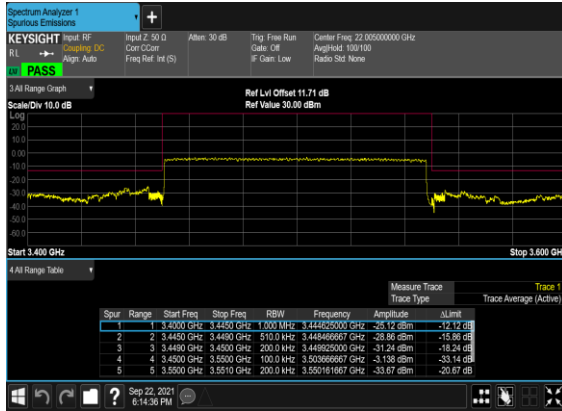 Spectrum Analyzer 1
Spurious Emissions
KEYSIGHT Input: RF Input Z: 50 Ω Atten: 30 dB Trig: Free Run Center Freq: 22.005000000 GHz
RL Coupling: DC Corr CCorr Gate: Off Avg|Hold: 100/100
Align: Auto Freq Ref: Int (S) IF Gain: Low Radio Std: None
PASS
3 All Range Graph
Ref Lvl Offset 11.71 dB
Scale/Div 10.0 dB Ref Value 30.00 dBm
Log
20.0
10.0
0.00
-10.0
-20.0
-30.0
-40.0
-50.0
-60.0
Start 3.400 GHz Stop 3.600 GH
4 All Range Table
Measure Trace Trace 1
Trace Type Trace Average (Active)
Spur Range Start Freq Stop Freq RBW Frequency Amplitude ΔLimit
1 1 3.4000 GHz 3.4450 GHz 1.000 MHz 3.444625000 GHz -25.12 dBm -12.12 dB
2 2 3.4450 GHz 3.4490 GHz 510.0 kHz 3.448466667 GHz -28.86 dBm -15.86 dB
3 3 3.4490 GHz 3.4500 GHz 200.0 kHz 3.449925000 GHz -31.24 dBm -18.24 dB
4 4 3.4500 GHz 3.5500 GHz 100.0 kHz 3.503666667 GHz -3.138 dBm -33.14 dB
5 5 3.5500 GHz 3.5510 GHz 200.0 kHz 3.550161667 GHz -33.67 dBm -20.67 dB
Sep 22, 2021
6:14:36 PM